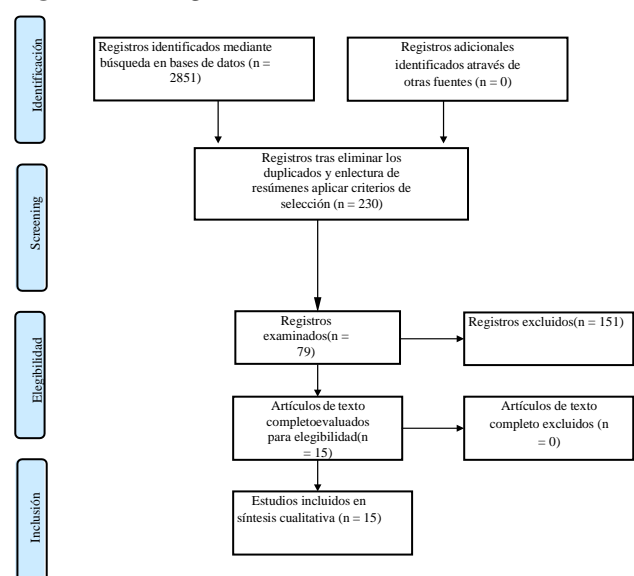 Identificación
Registros identificados mediante
búsqueda en bases de datos (n =
2851)
Registros adicionales
identificados através de
otras fuentes (n = 0)
Screening
Registros tras eliminar los
duplicados y enlectura de
resúmenes aplicar criterios de
selección (n = 230)
Elegibilidad
Registros
examinados(n =
79)
Registros excluidos(n = 151)
Artículos de texto
completoevaluados
para elegibilidad(n
= 15)
Artículos de texto
completo excluidos (n
= 0)
Inclusión
Estudios incluidos en
síntesis cualitativa (n = 15)